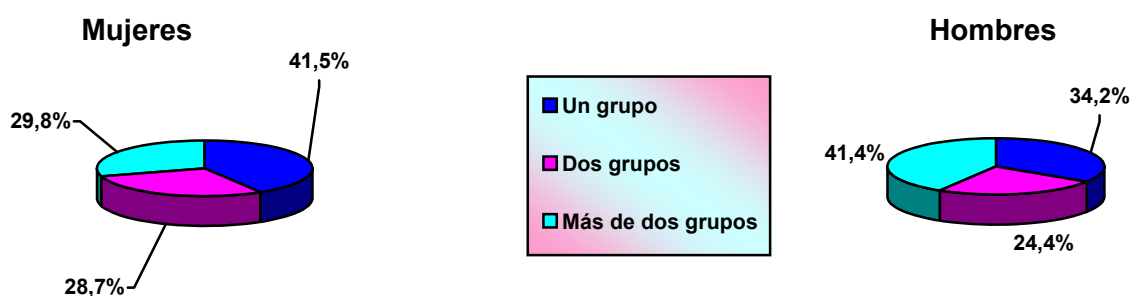 Mujeres
41,5%
29,8%
28,7%
Un grupo
Dos grupos
Más de dos grupos
Hombres
34,2%
41,4%
24,4%